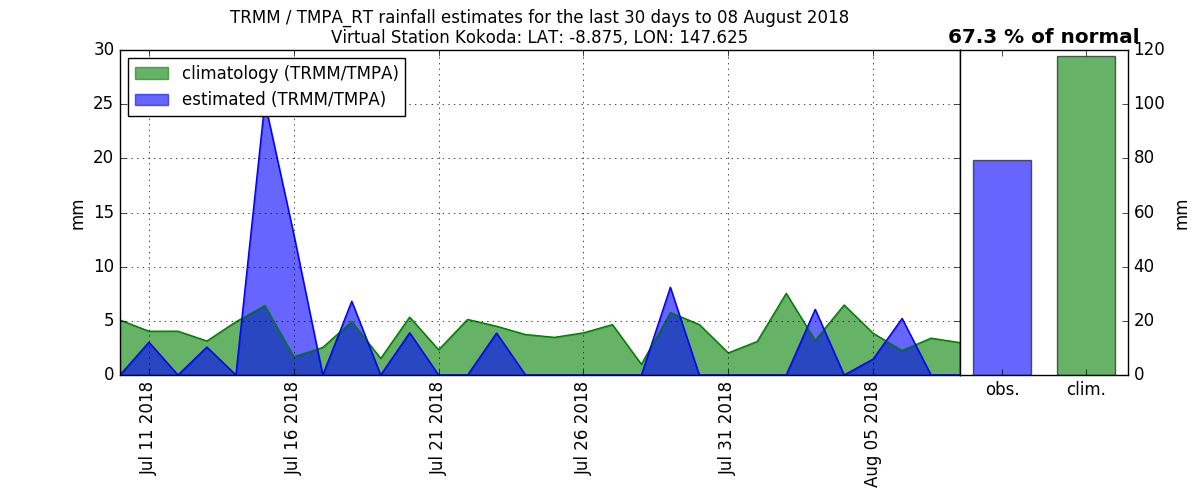 TRMM / TMPA_RT rainfall estimates for the last 30 days to 08 August 2018
Virtual Station Kokoda: LAT: -8.875, LON: 147.625
67.3 % of normal
climatology (TRMM/TMPA)
estimated (TRMM/TMPA)
30
25
20
15
10
5
0
mm
Jul 11 2018
Jul 16 2018
Jul 21 2018
Jul 26 2018
Jul 31 2018
Aug 05 2018
obs.
clim.
120
100
80
60
40
20
0
mm